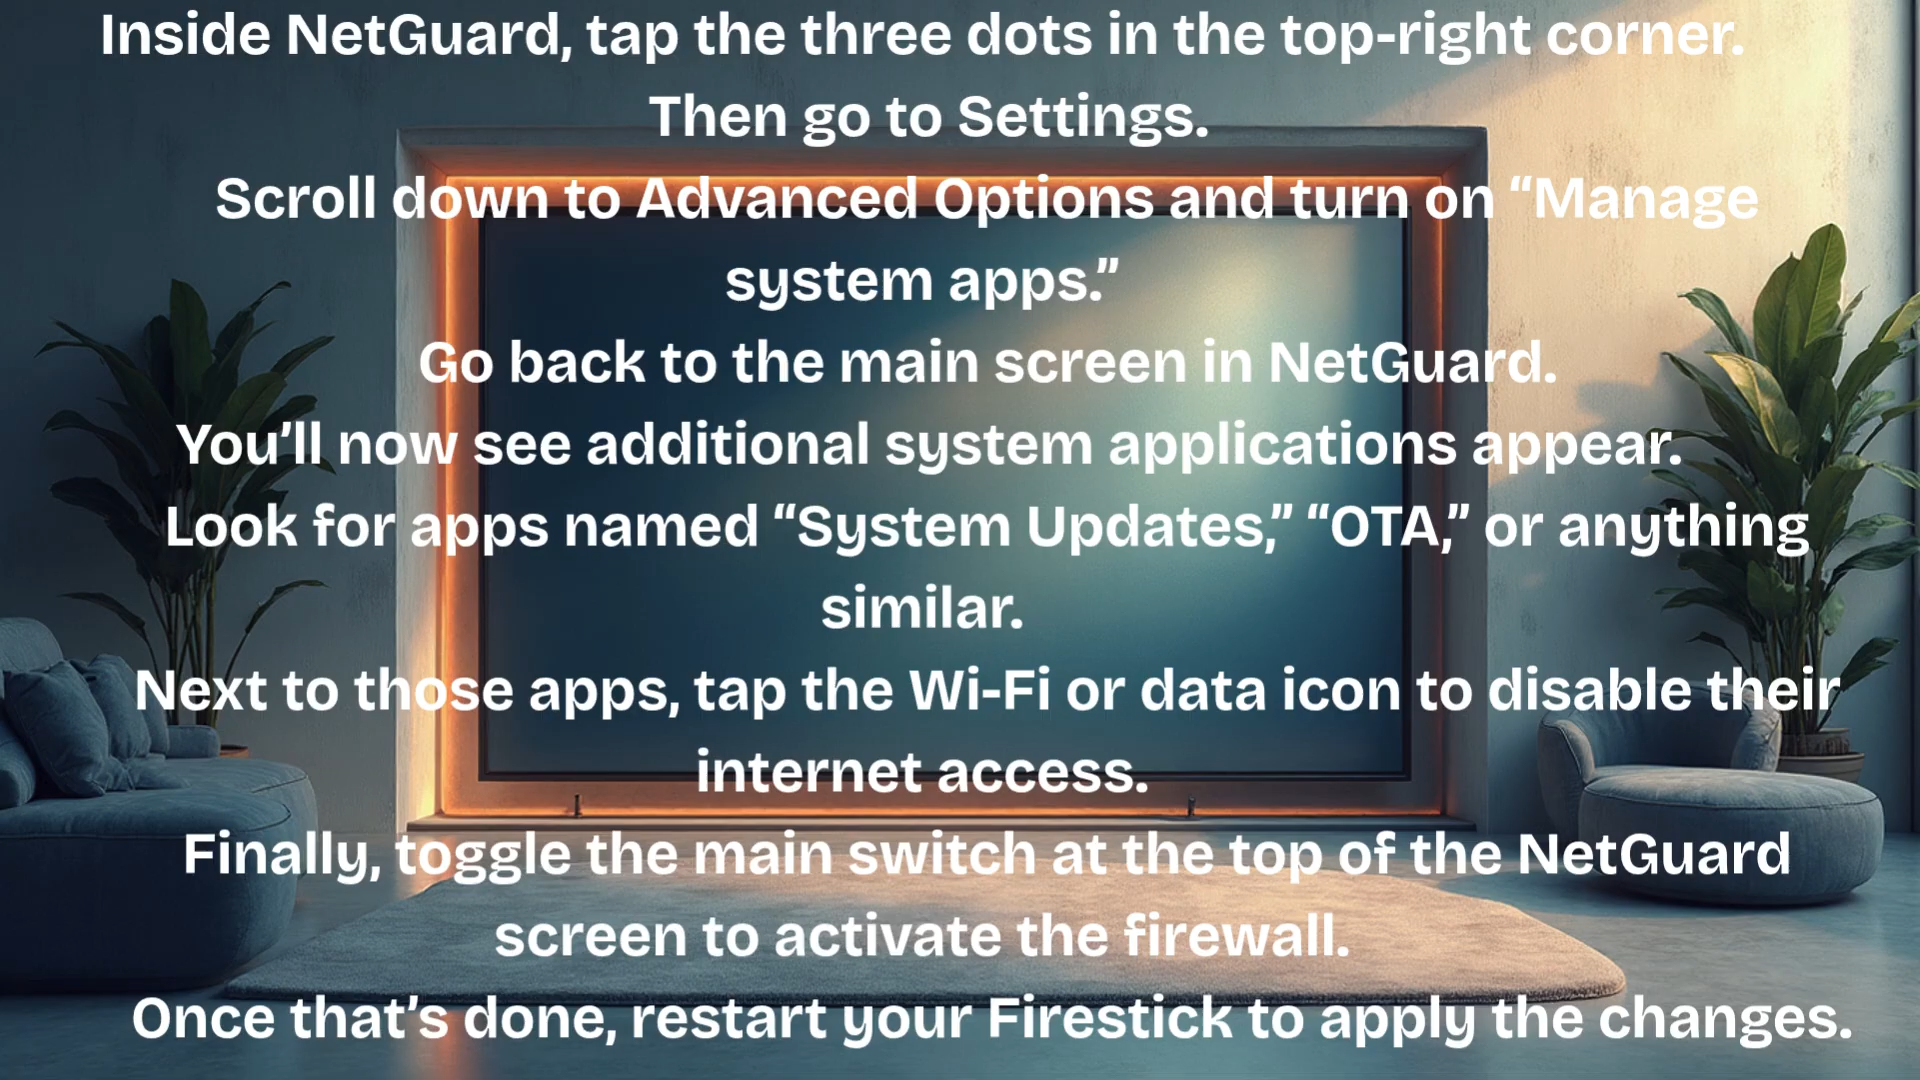 Inside NetGuard, tap the three dots in the top-right corner.
Then go to Settings.
Scroll down to Advanced Options and turn on “Manage
system apps.”
Go back to the main screen in NetGuard.
You’ll now see additional system applications appear.
Look for apps named “System Updates,” “OTA,” or anything
similar.
Next to those apps, tap the Wi-Fi or data icon to disable their
internet access.
Finally, toggle the main switch at the top of the NetGuard
screen to activate the firewall.
Once that’s done, restart your Firestick to apply the changes.